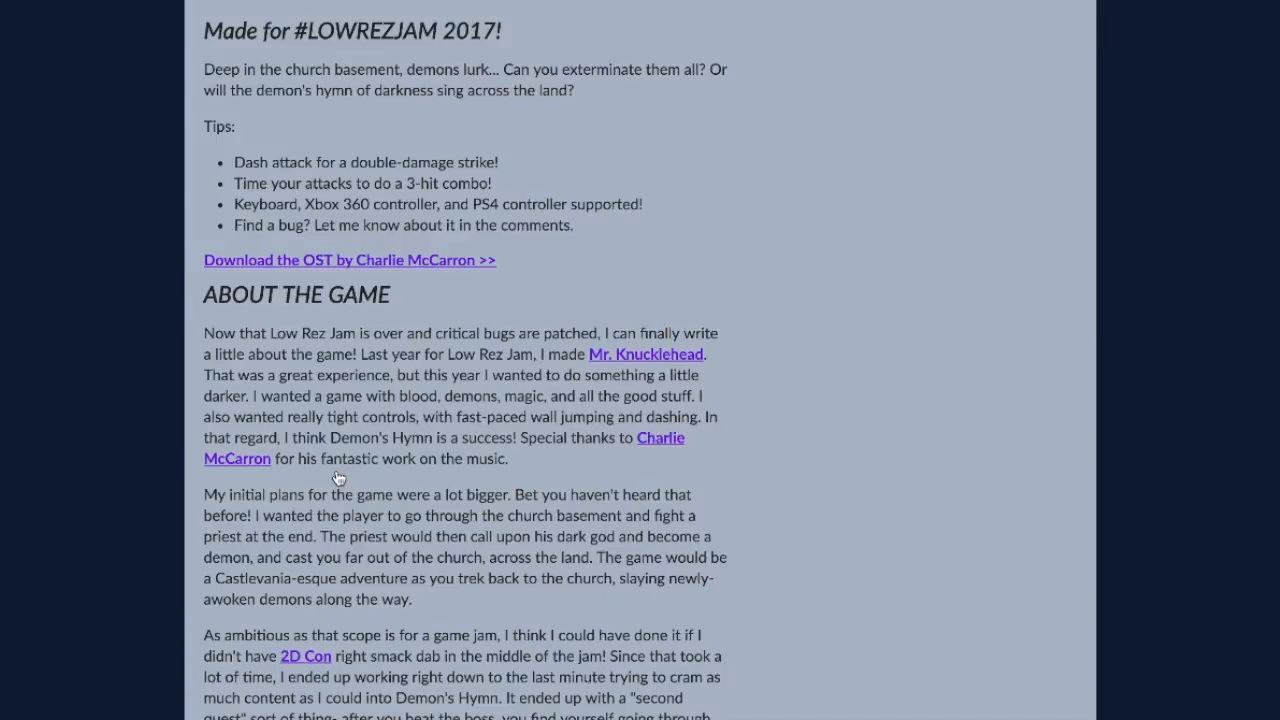 Made for #LOWREZJAM 2017!
Deep in the church basement, demons lurk... Can you exterminate them all? Or
will the demon's hymn of darkness sing across the land?
Tips:
• Dash attack for a double-damage strike!
• Time your attacks to do a 3-hit combo!
• Keyboard, Xbox 360 controller, and PS4 controller supported!
• Find a bug? Let me know about it in the comments.
Download the OST by Charlie McCarron >>
ABOUT THE GAME
Now that Low Rez Jam is over and critical bugs are patched, I can finally write
a little about the game! Last year for Low Rez Jam, I made Mr. Knucklehead.
That was a great experience, but this year I wanted to do something a little
darker. I wanted a game with blood, demons, magic, and all the good stuff. I
also wanted really tight controls, with fast-paced wall jumping and dashing. In
that regard, I think Demon's Hymn is a success! Special thanks to Charlie
McCarron for his fantastic work on the music.
My initial plans for the game were a lot bigger. Bet you haven't heard that
before! I wanted the player to go through the church basement and fight a
priest at the end. The priest would then call upon his dark god and become a
demon, and cast you far out of the church, across the land. The game would be
a Castlevania-esque adventure as you trek back to the church, slaying newly-
awoken demons along the way.
As ambitious as that scope is for a game jam, I think I could have done it if I
didn't have 2D Con right smack dab in the middle of the jam! Since that took a
lot of time, I ended up working right down to the last minute trying to cram as
much content as I could into Demon's Hymn. It ended up with a "second
quest" sort of thing- after you beat the boss, you find yourself going through